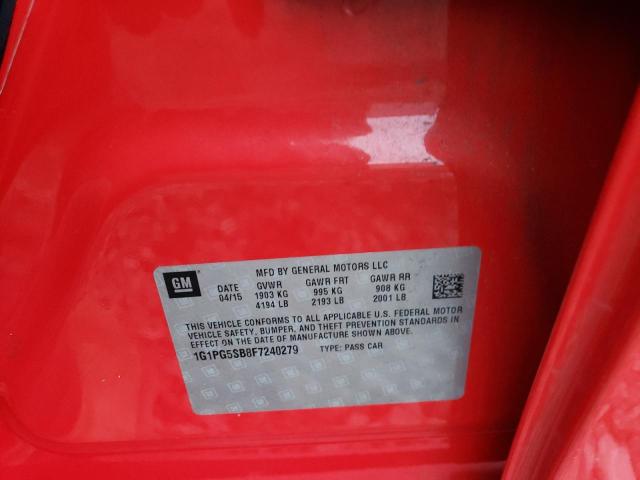 GM
MFD BY GENERAL MOTORS LLC
DATE GVWR GAWR FRT GAWR RR
04/15 1903 KG 995 KG 908 KG
4194 LB 2193 LB 2001 LB
THIS VEHICLE CONFORMS TO ALL APPLICABLE U.S. FEDERAL MOTOR
VEHICLE SAFETY, BUMPER, AND THEFT PREVENTION STANDARDS IN
EFFECT ON THE DATE OF MANUFACTURE SHOWN ABOVE.
1G1PG5SB8F7240279 TYPE: PASS CAR